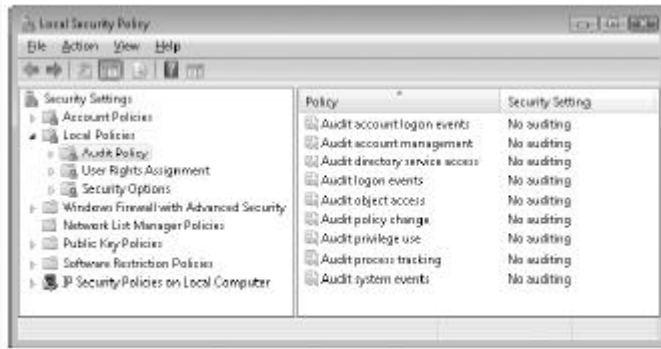 Local Security Policy
File Action View Help
Security Settings
Account Policies
Local Policies
Audit Policy
User Rights Assignment
Security Options
Windows Firewall with Advanced Security
Network List Manager Policies
Public Key Policies
Software Restriction Policies
IP Security Policies on Local Computer
Policy Security Setting
Audit account logon events No auditing
Audit account management No auditing
Audit directory service access No auditing
Audit logon events No auditing
Audit object access No auditing
Audit policy change No auditing
Audit privilege use No auditing
Audit process tracking No auditing
Audit system events No auditing